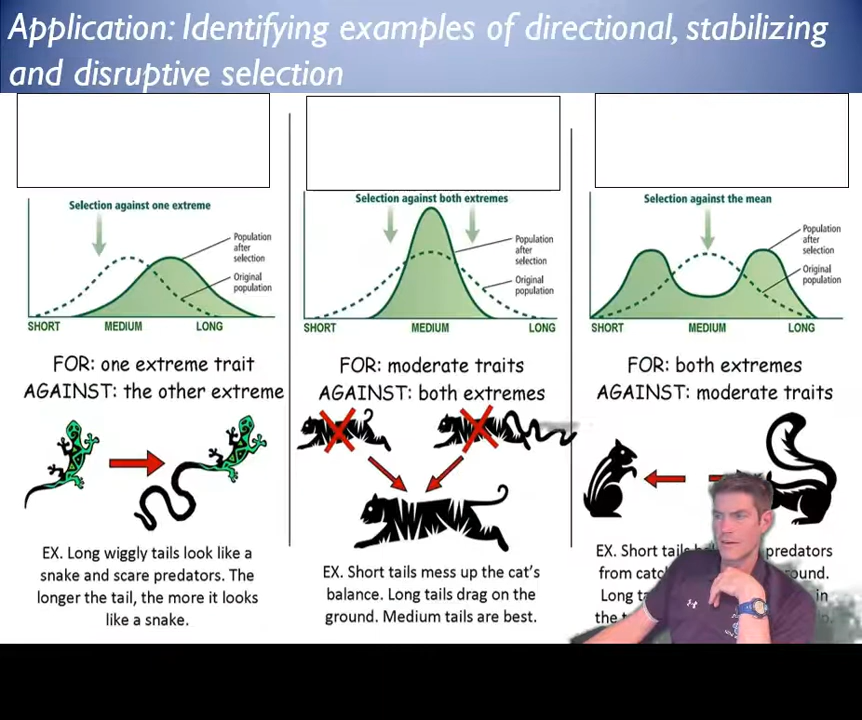 Application: Identifying examples of directional, stabilizing
and disruptive selection
Selection against one extreme
Population
after
selection
Original
population
SHORT MEDIUM LONG
FOR: one extreme trait
AGAINST: the other extreme
EX. Long wiggly tails look like a
snake and scare predators. The
longer the tail, the more it looks
like a snake.
Selection against both extremes
Population
after
selection
Original
population
SHORT MEDIUM LONG
FOR: moderate traits
AGAINST: both extremes
EX. Short tails mess up the cat's
balance. Long tails drag on the
ground. Medium tails are best.
Selection against the mean
Population
after
selection
Original
population
SHORT MEDIUM LONG
FOR: both extremes
AGAINST: moderate traits
EX. Short tails predators
from
Long in
the